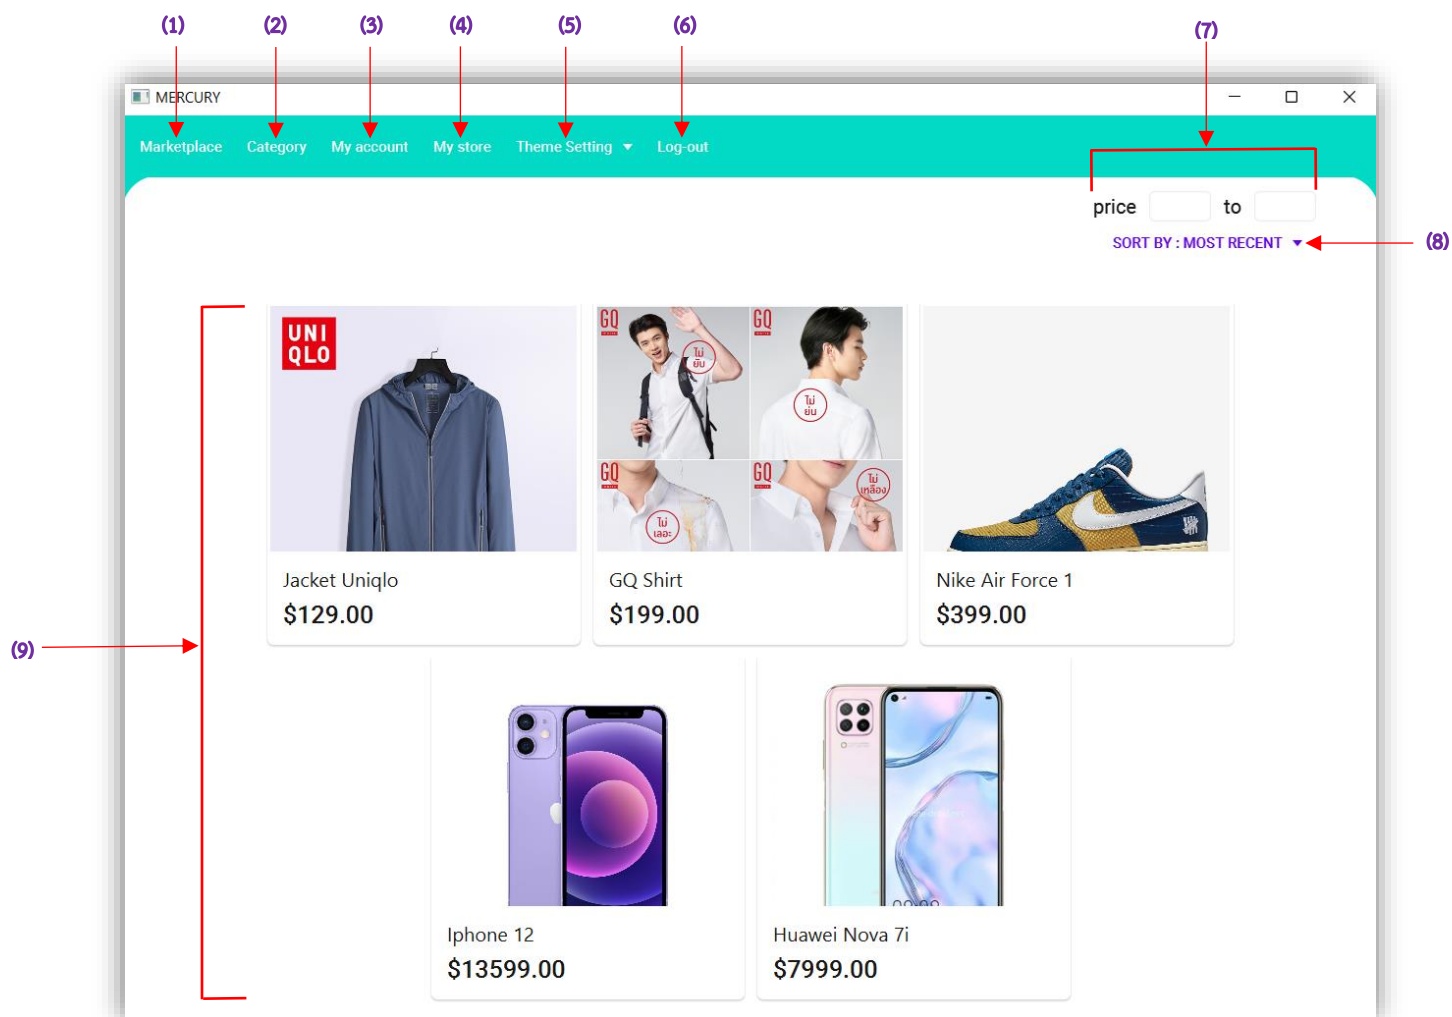 (1) (2) (3) (4) (5) (6) (7)
MERCURY
Marketplace Category My account My store Theme Setting Log-out
price to
SORT BY : MOST RECENT (8)
UNI
QLO
GQ
ไม่
ยับ
GQ
ไม่
ย่น
GQ
ไม่
เลอะ
ไม่
เหลือง
Jacket Uniqlo GQ Shirt Nike Air Force 1
$129.00 $199.00 $399.00
(9)
Iphone 12 Huawei Nova 7i
$13599.00 $7999.00